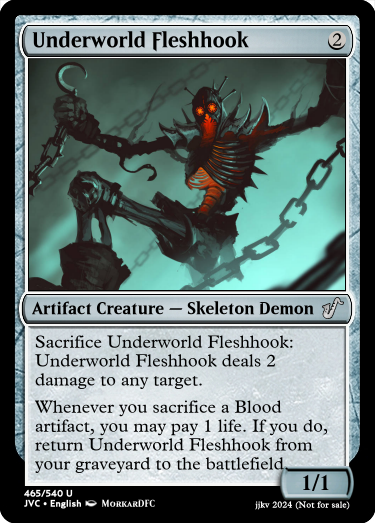 Underworld Fleshhook 2
Artifact Creature — Skeleton Demon
Sacrifice Underworld Fleshhook:
Underworld Fleshhook deals 2
damage to any target.
Whenever you sacrifice a Blood
artifact, you may pay 1 life. If you do,
return Underworld Fleshhook from
your graveyard to the battlefield.
1/1
465/540 U
JVC • English MorkarDFC
jjkv 2024 (Not for sale)